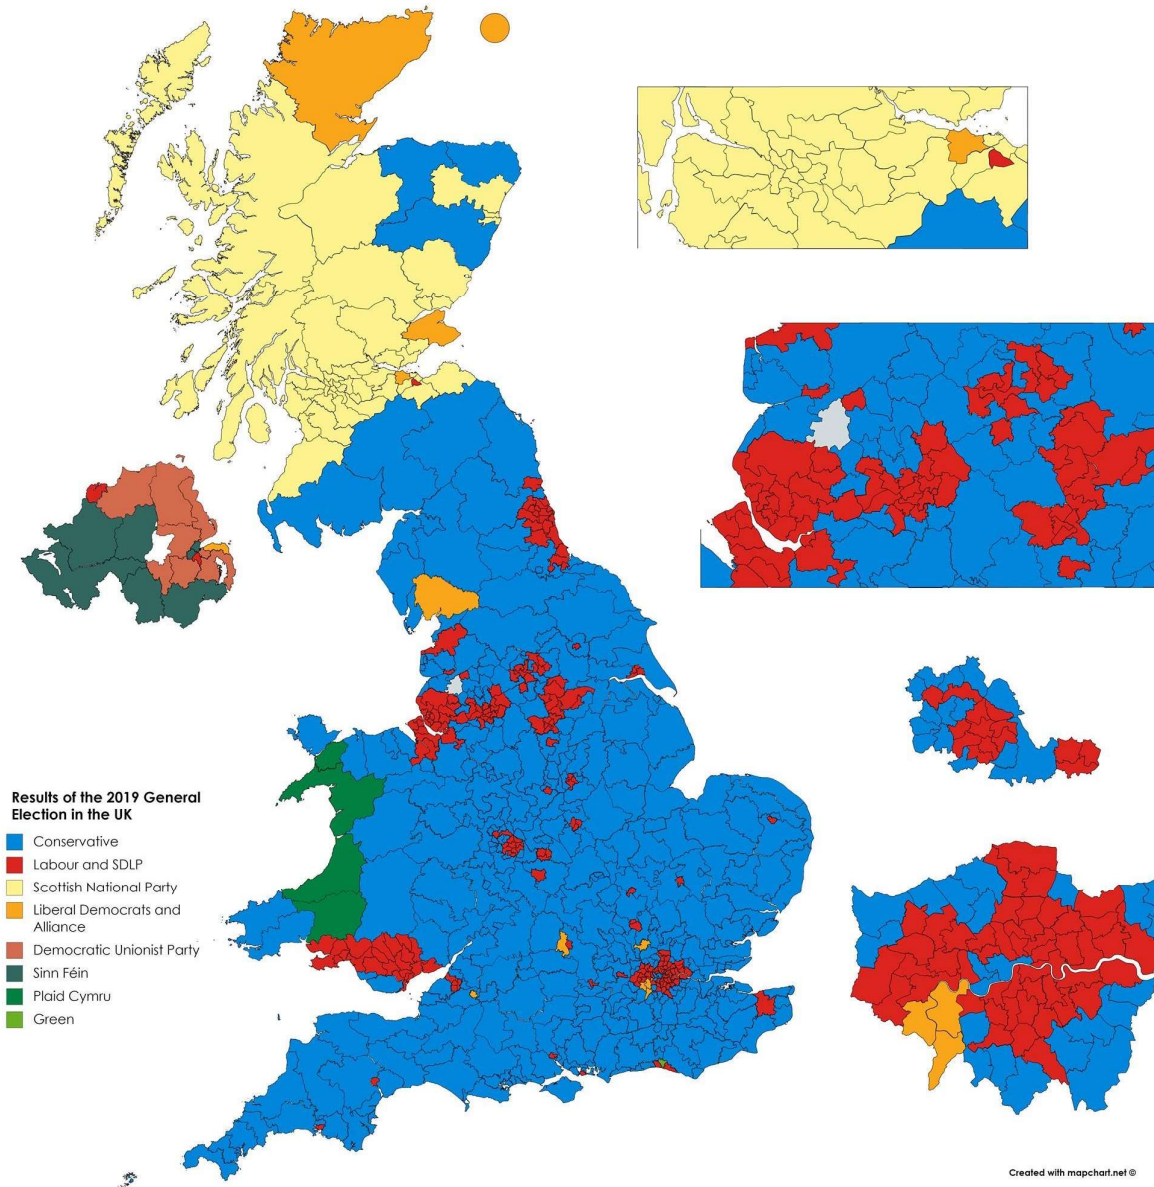 Results of the 2019 General
Election in the UK
Conservative
Labour and SDLP
Scottish National Party
Liberal Democrats and
Alliance
Democratic Unionist Party
Sinn Féin
Plaid Cymru
Green
Created with mapchart.net ©